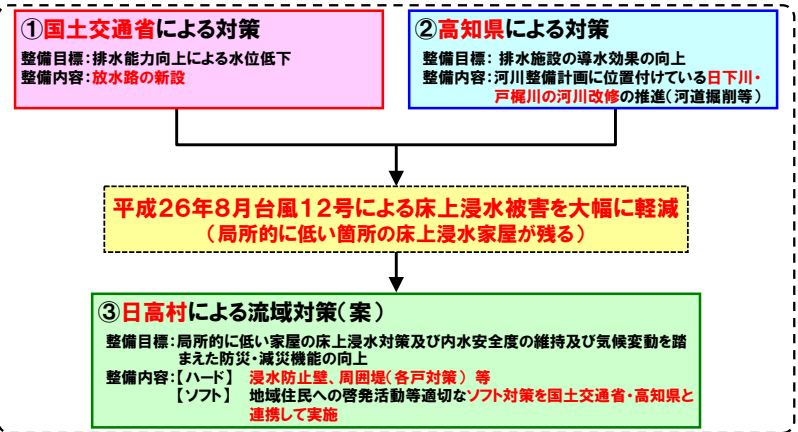 ①国土交通省による対策
整備目標:排水能力向上による水位低下
整備内容:放水路の新設
②高知県による対策
整備目標: 排水施設の導水効果の向上
整備内容:河川整備計画に位置付けている日下川・
戸梶川の河川改修の推進(河道掘削等)
平成26年8月台風12号による床上浸水被害を大幅に軽減
(局所的に低い箇所の床上浸水家屋が残る)
③日高村による流域対策(案)
整備目標:局所的に低い家屋の床上浸水対策及び内水安全度の維持及び気候変動を踏
まえた防災・減災機能の向上
整備内容:【ハード】 浸水防止壁、周囲堤(各戸対策) 等
【ソフト】 地域住民への啓発活動等適切なソフト対策を国土交通省・高知県と
連携して実施